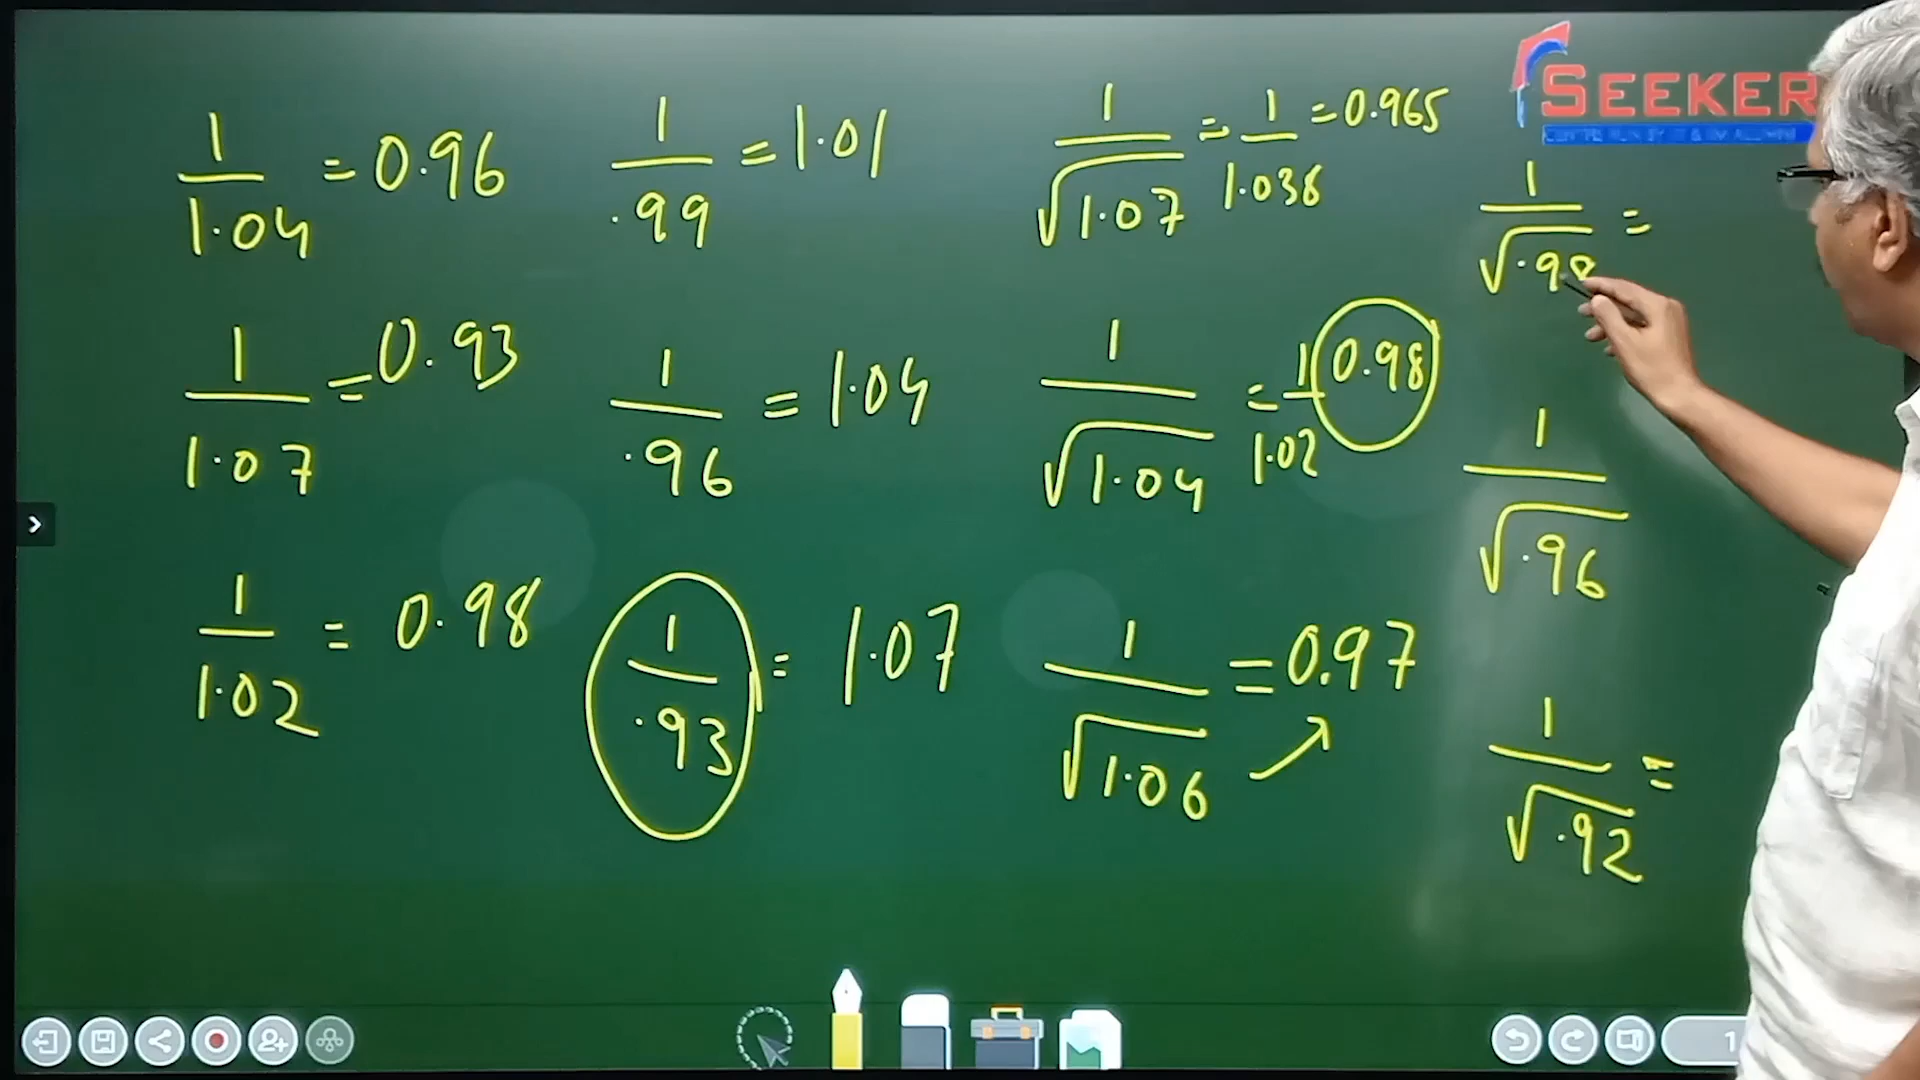 SEEKER
1/1.04 = 0.96
1/1.07 = 0.93
1/1.02 = 0.98
1/.99 = 1.01
1/.96 = 1.04
1/.93 = 1.07
1/√1.07 = 1/1.038 = 0.965
1/√1.04 = 1/1.02 0.98
1/√1.06 = 0.97
1/√.98 =
1/√.96
1/√.92 =
1